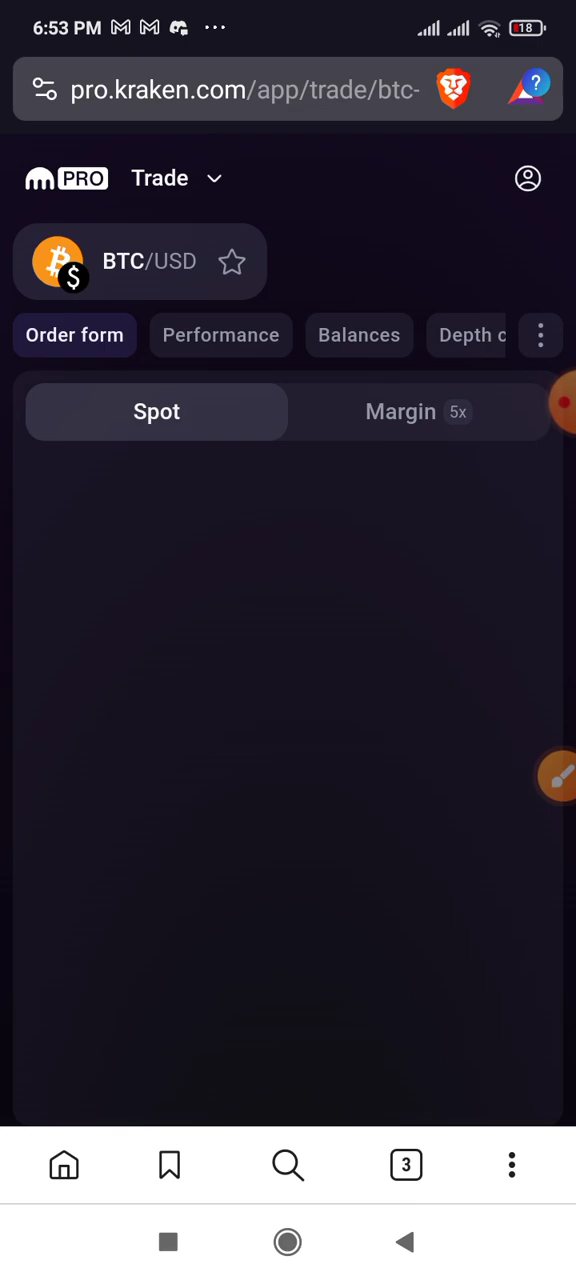 6:53 PM ... 18
pro.kraken.com/app/trade/btc-
?
PRO Trade
BTC/USD
$
Order form Performance Balances Depth c
Spot Margin 5x
3